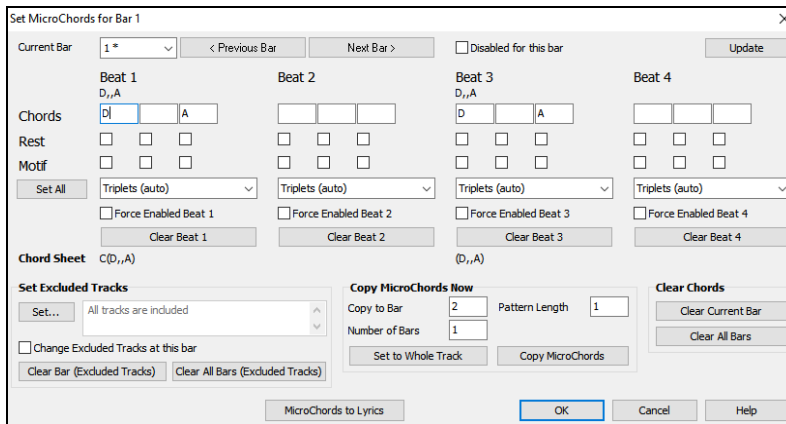 Set MicroChords for Bar 1
Current Bar 1 * < Previous Bar Next Bar > Disabled for this bar Update
Beat 1 Beat 2 Beat 3 Beat 4
D,,A D,,A
Chords D A D A
Rest
Motif
Set All Triplets (auto) Triplets (auto) Triplets (auto) Triplets (auto)
Force Enabled Beat 1 Force Enabled Beat 2 Force Enabled Beat 3 Force Enabled Beat 4
Clear Beat 1 Clear Beat 2 Clear Beat 3 Clear Beat 4
Chord Sheet C(D,,A) (D,,A)
Set Excluded Tracks
Set... All tracks are included
Change Excluded Tracks at this bar
Clear Bar (Excluded Tracks) Clear All Bars (Excluded Tracks)
Copy MicroChords Now
Copy to Bar 2 Pattern Length 1
Number of Bars 1
Set to Whole Track Copy MicroChords
Clear Chords
Clear Current Bar
Clear All Bars
MicroChords to Lyrics OK Cancel Help